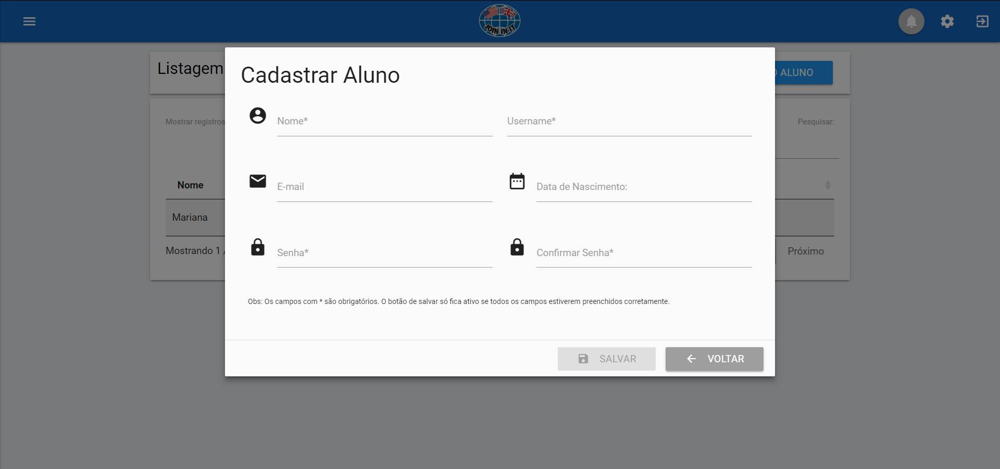 JOIN IN IT
Listagem
ALUNO
Cadastrar Aluno
Nome*
Username*
Mostrar registros
Pesquisar:
E-mail
Data de Nascimento:
Nome
Mariana
Mostrando 1
Próximo
Senha*
Confirmar Senha*
Obs: Os campos com * são obrigatórios. O botão de salvar só fica ativo se todos os campos estiverem preenchidos corretamente.
SALVAR
VOLTAR